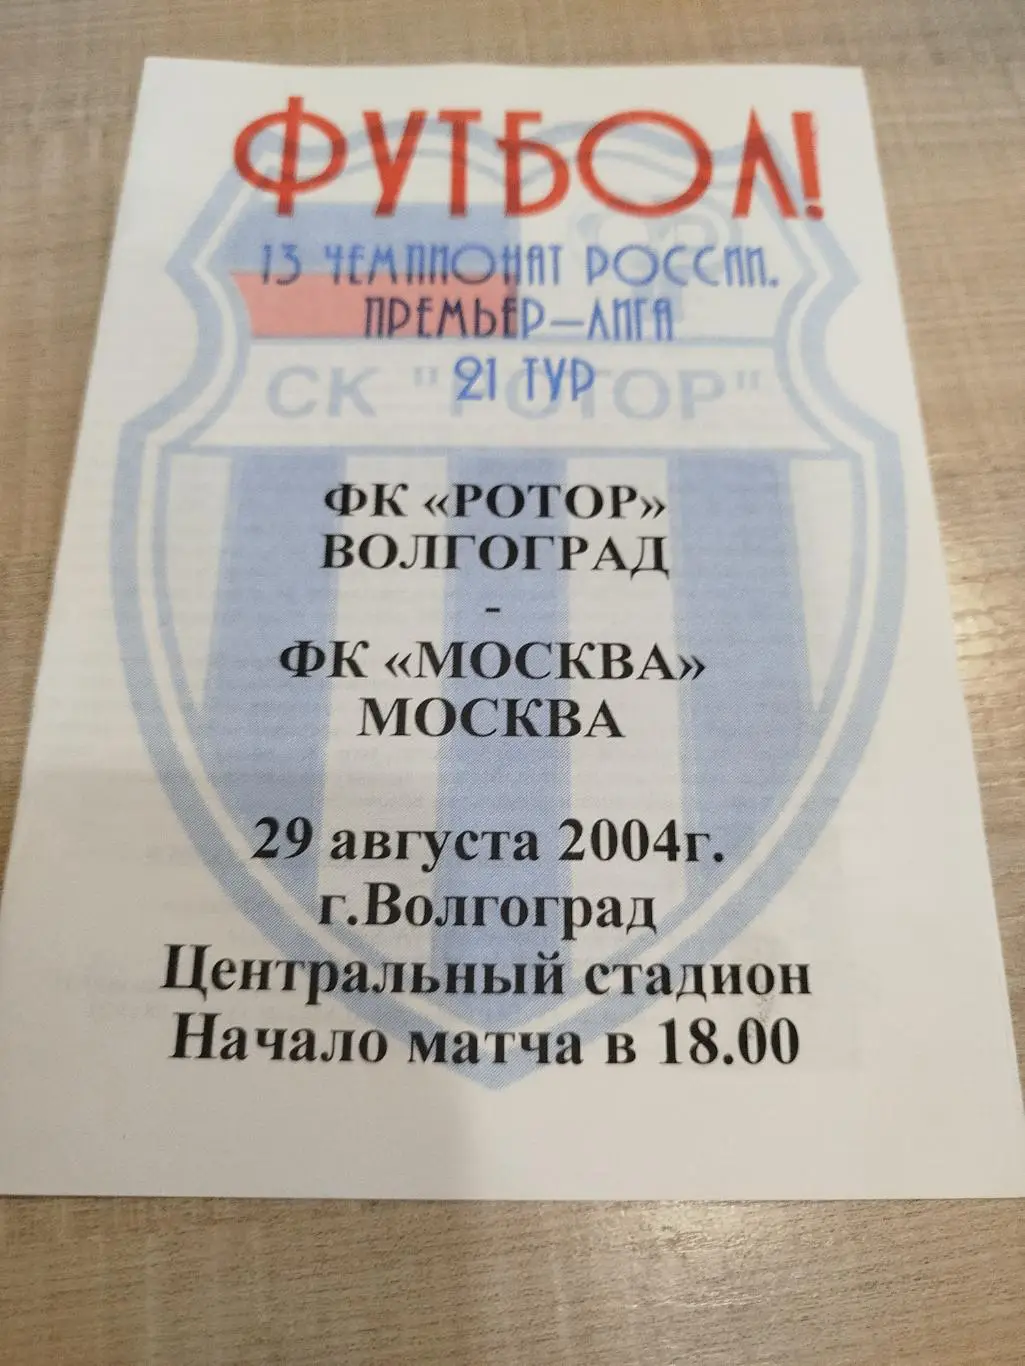 ФУТБОЛ!
13 ЧЕМПИОНАТ РОССИИ.
ПРЕМЬЕР—ЛИГА
21 ТУР
СК "РОТОР"
ФК «РОТОР»
ВОЛГОГРАД
-
ФК «МОСКВА»
МОСКВА
29 августа 2004г.
г.Волгоград
Центральный стадион
Начало матча в 18.00